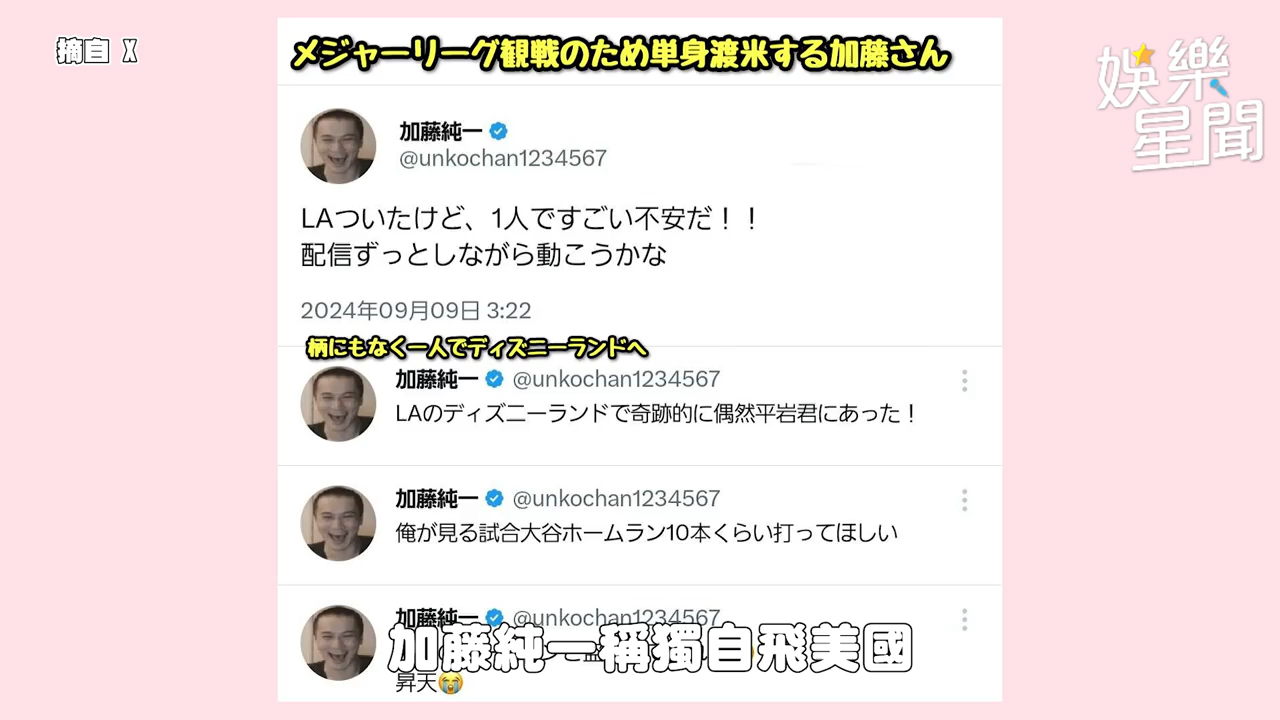 摘自 X
メジャーリーグ観戦のため単身渡米する加藤さん
娛樂
星聞
加藤純一
@unkochan1234567
LAついたけど、1人ですごい不安だ！！
配信ずっとしながら動こうかな
2024年09月09日 3:22
柄にもなく一人でディズニーランドへ
加藤純一 @unkochan1234567
LAのディズニーランドで奇跡的に偶然平岩君にあった！
加藤純一 @unkochan1234567
俺が見る試合大谷ホームラン10本くらい打ってほしい
加藤純一 @unkochan1234567
加藤純一稱獨自飛美國
昇天😭